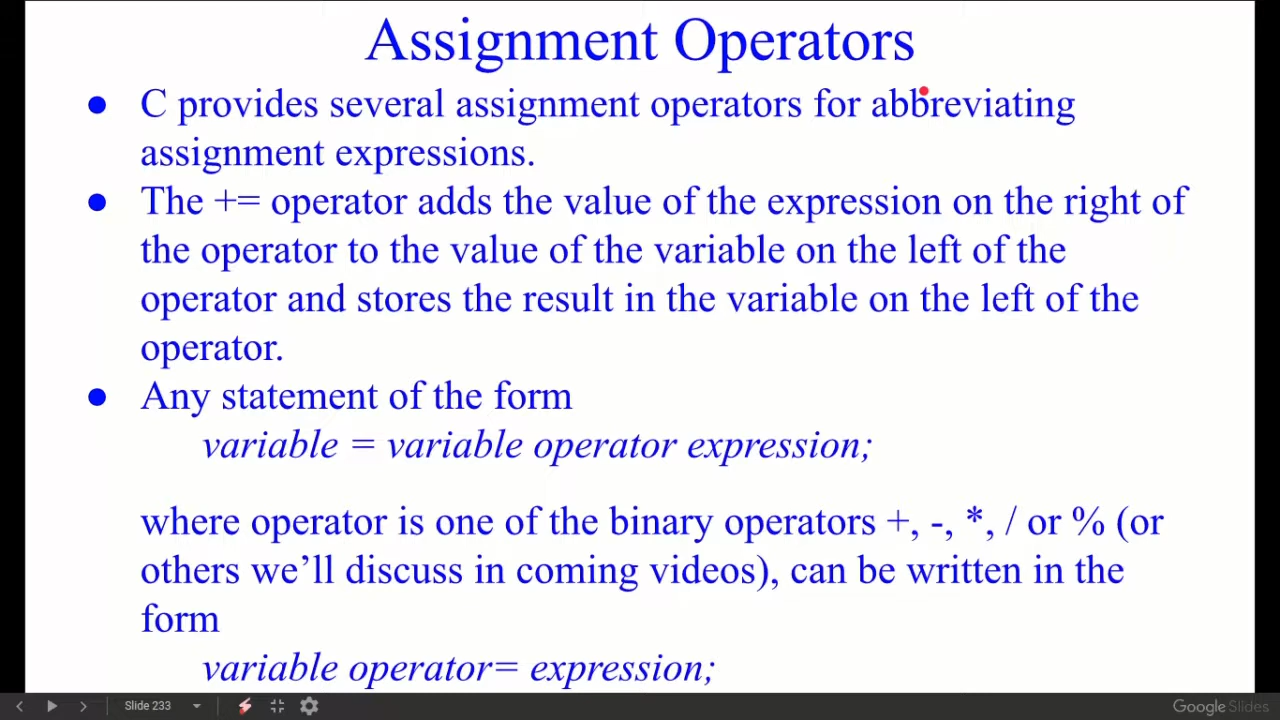 Assignment Operators
● C provides several assignment operators for abbreviating
assignment expressions.
● The += operator adds the value of the expression on the right of
the operator to the value of the variable on the left of the
operator and stores the result in the variable on the left of the
operator.
● Any statement of the form
variable = variable operator expression;
where operator is one of the binary operators +, -, *, / or % (or
others we’ll discuss in coming videos), can be written in the
form
variable operator= expression;
Slide 233
Google Slides